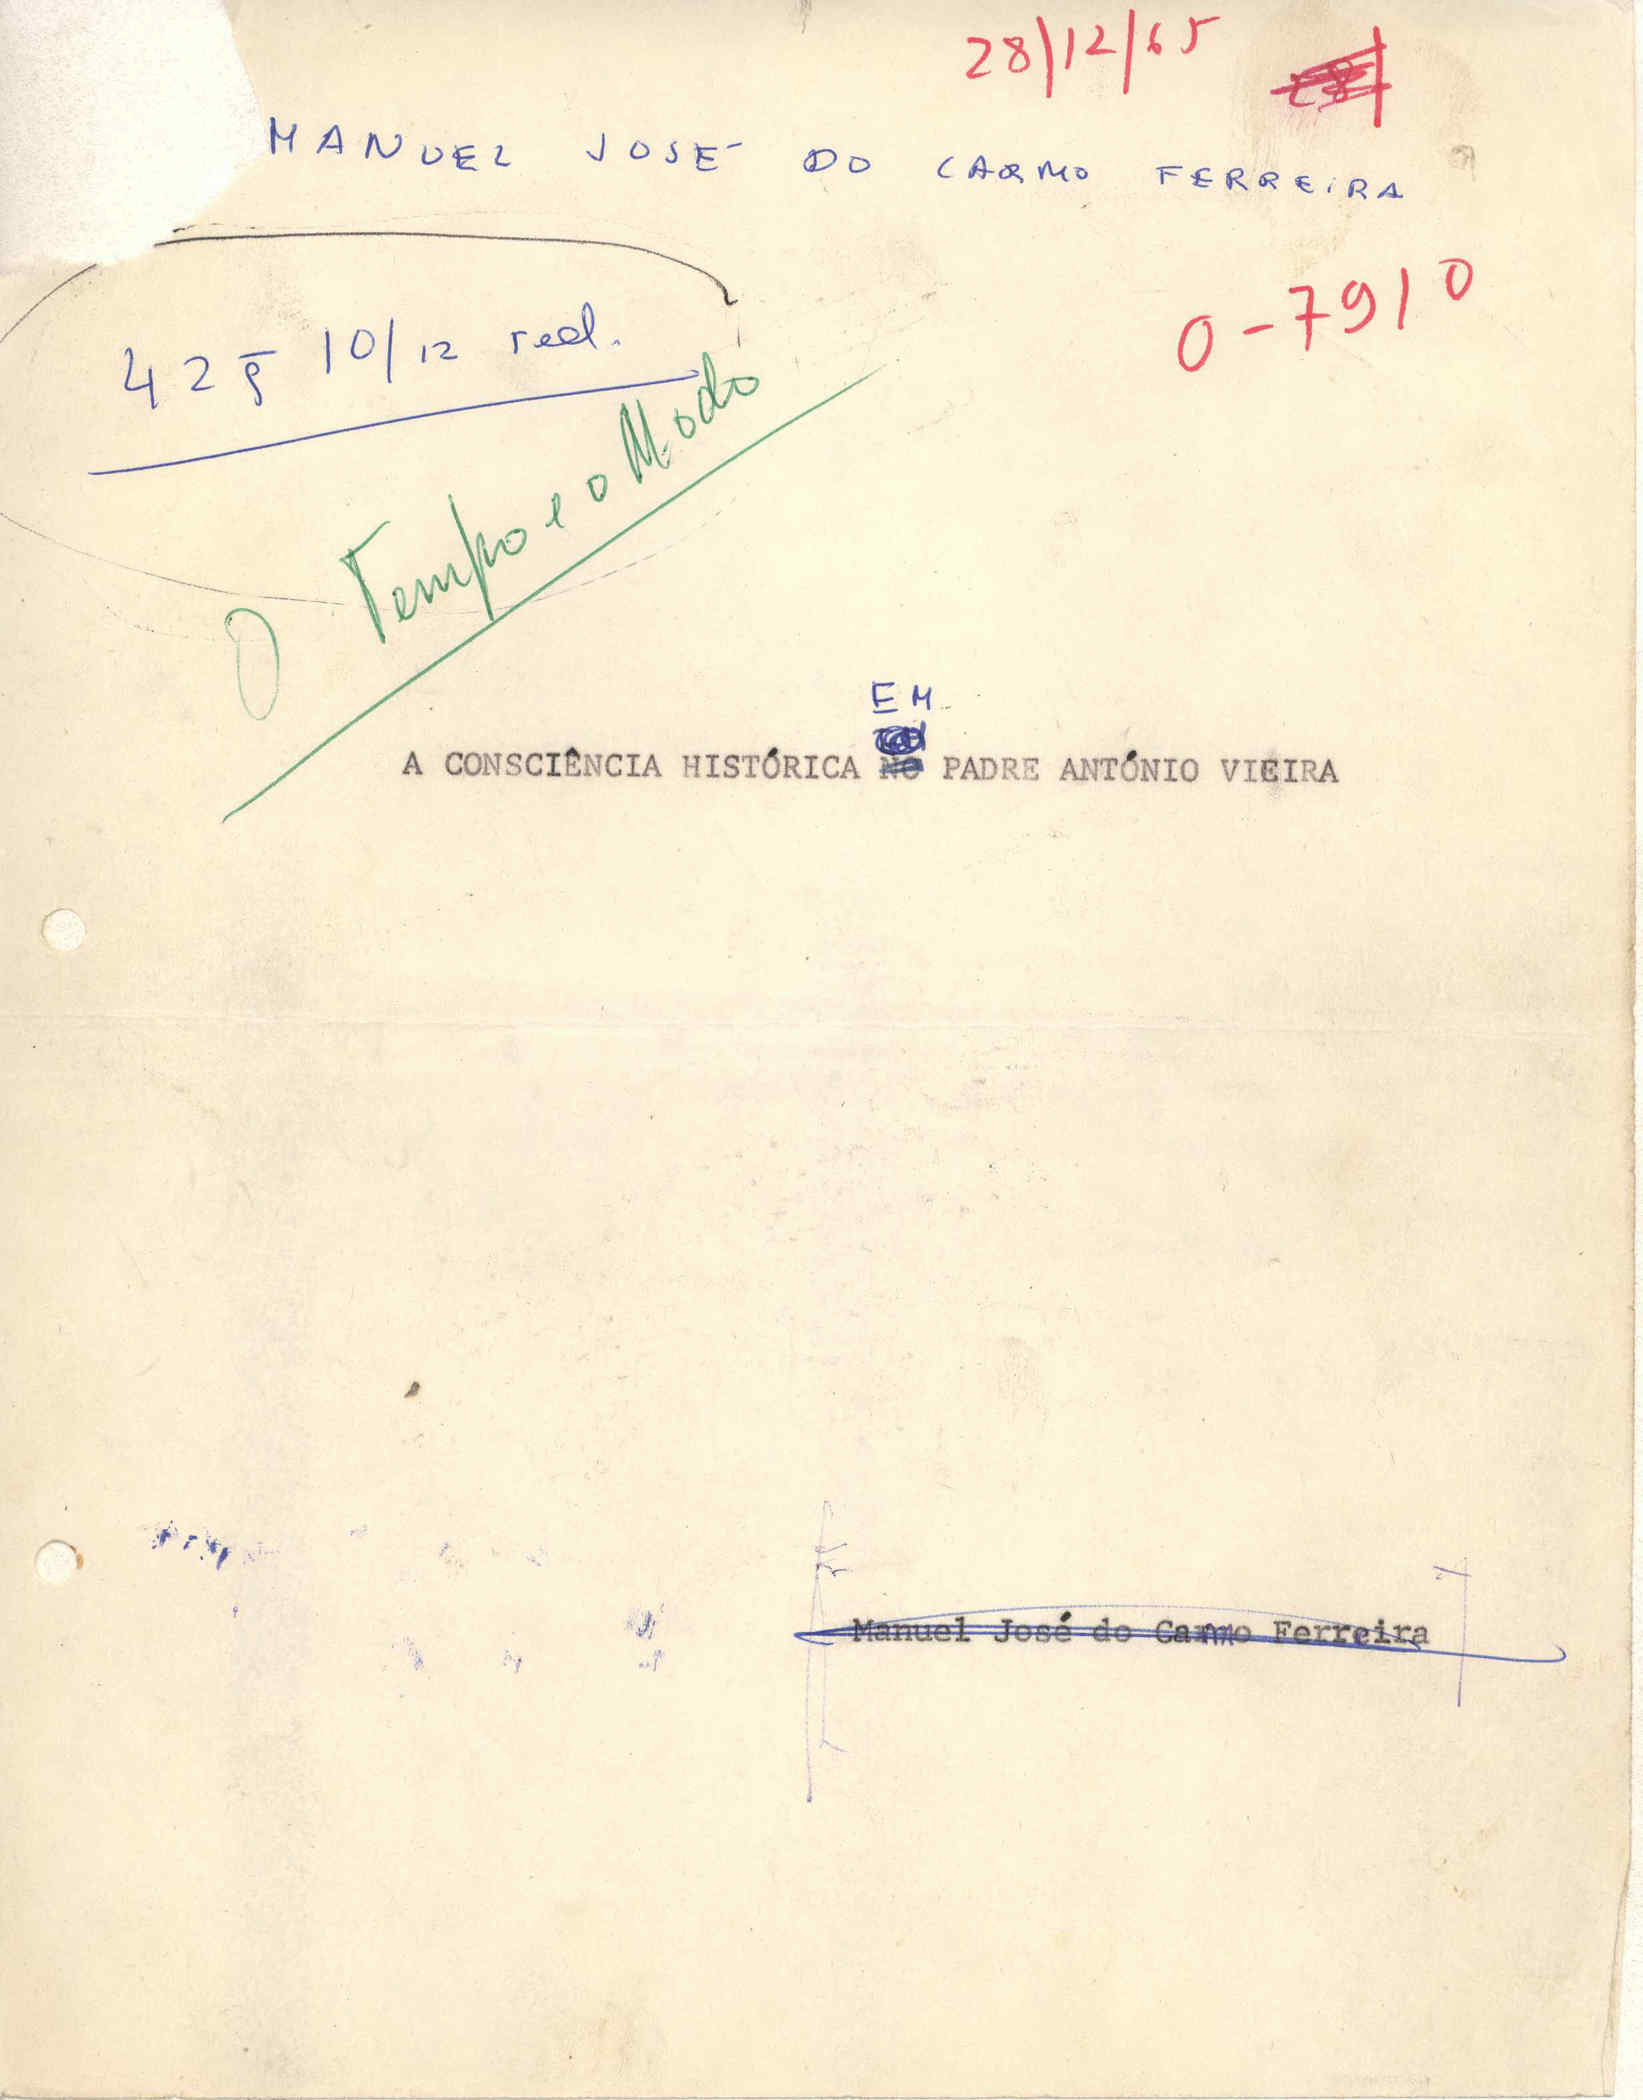 28/12/65
MANUEL JOSÉ DO CARMO FERREIRA
0-7910
42 10/12 red.
O Tempo e o Modo
EM
A CONSCIÊNCIA HISTÓRICA NO PADRE ANTÓNIO VIEIRA
Manuel José do Carmo Ferreira